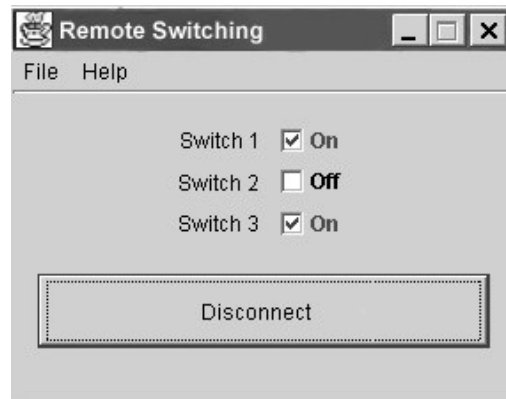 Remote Switching
File Help
Switch 1 On
Switch 2 Off
Switch 3 On
Disconnect